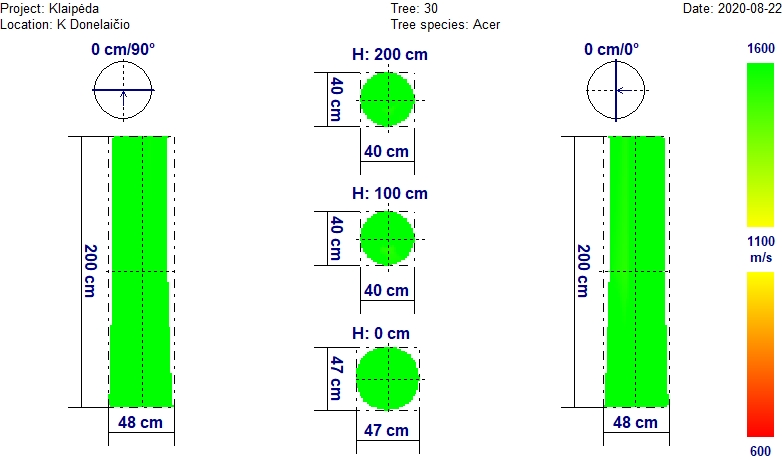 Project: Klaipėda
Tree: 30
Date: 2020-08-22
Location: K Donelaičio
Tree species: Acer
0 cm/90°
H: 200 cm
0 cm/0°
1600
40 cm
40 cm
H: 100 cm
200 cm
40 cm
40 cm
200 cm
1100
m/s
H: 0 cm
47 cm
48 cm
47 cm
48 cm
600